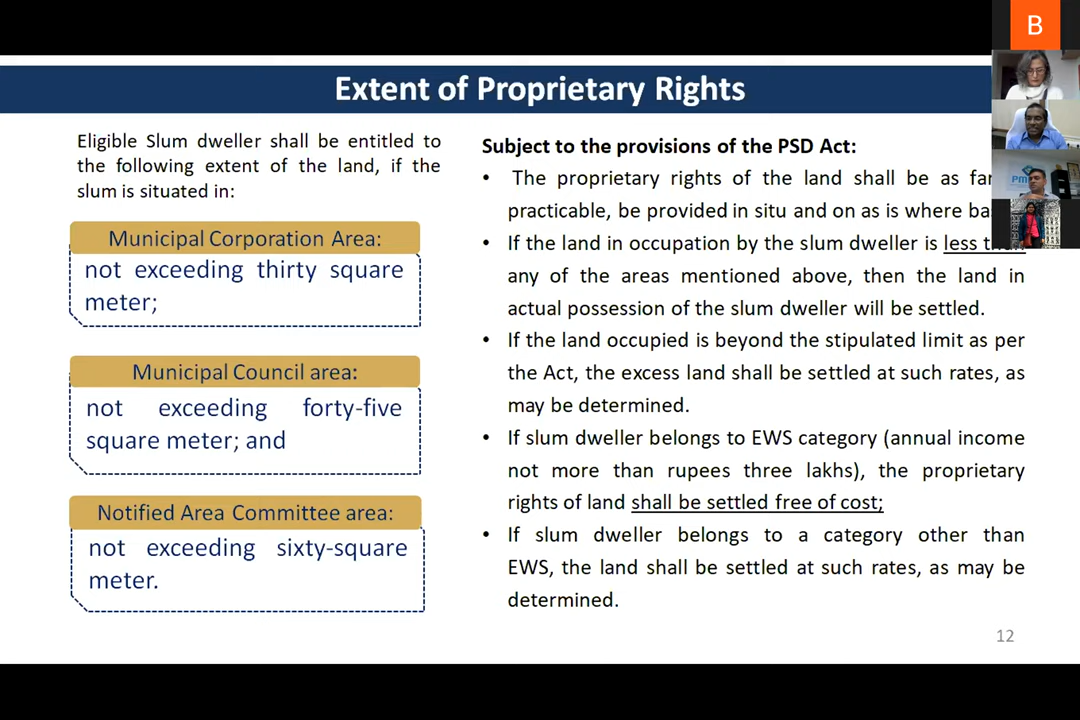 B
Extent of Proprietary Rights
Eligible Slum dweller shall be entitled to
the following extent of the land, if the
slum is situated in:
Municipal Corporation Area:
not exceeding thirty square
meter;
Municipal Council area:
not exceeding forty-five
square meter; and
Notified Area Committee area:
not exceeding sixty-square
meter.
Subject to the provisions of the PSD Act:
• The proprietary rights of the land shall be as far
practicable, be provided in situ and on as is where
• If the land in occupation by the slum dweller is less
any of the areas mentioned above, then the land in
actual possession of the slum dweller will be settled.
• If the land occupied is beyond the stipulated limit as per
the Act, the excess land shall be settled at such rates, as
may be determined.
• If slum dweller belongs to EWS category (annual income
not more than rupees three lakhs), the proprietary
rights of land shall be settled free of cost;
• If slum dweller belongs to a category other than
EWS, the land shall be settled at such rates, as may be
determined.
12